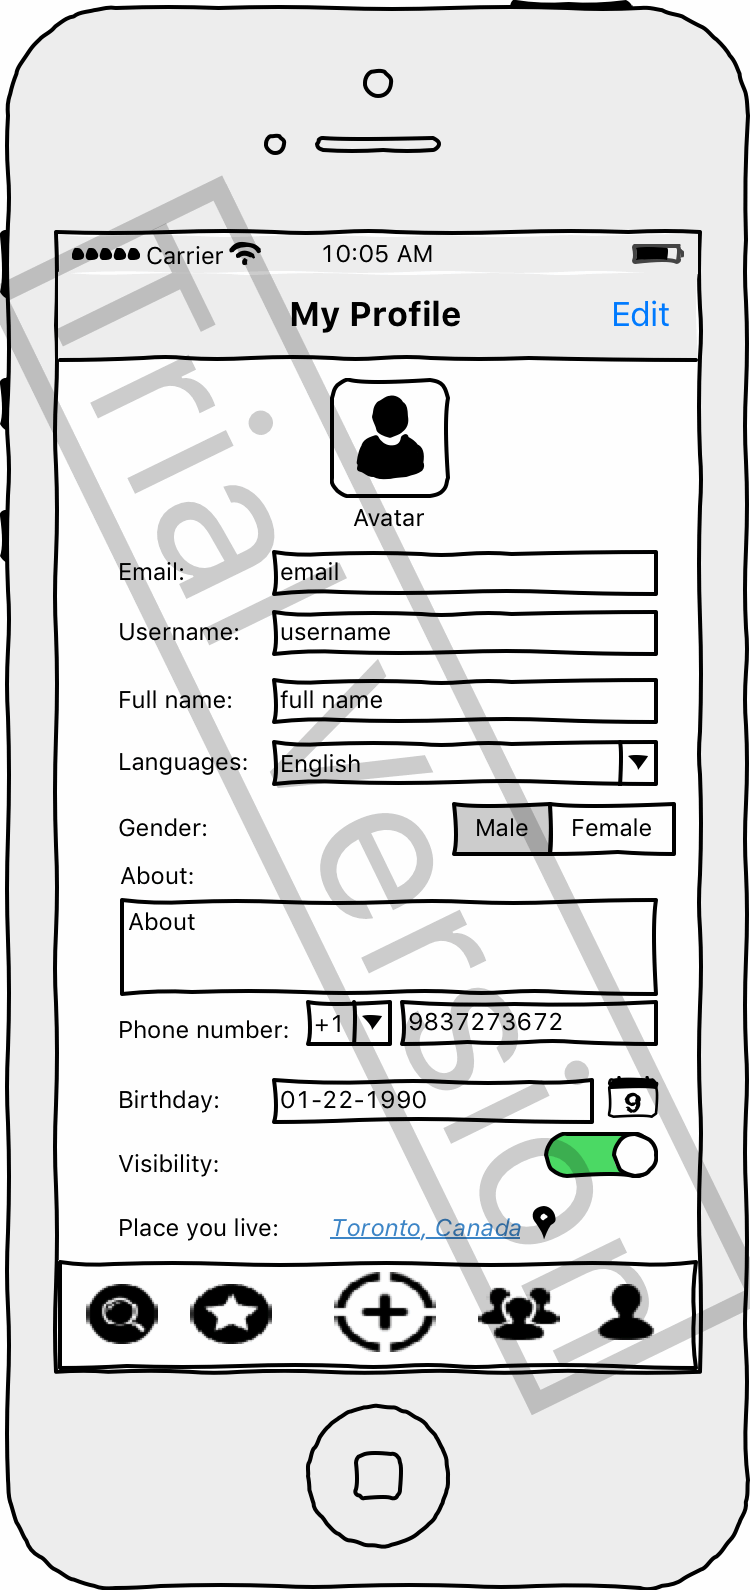 Carrier 10:05 AM
My Profile Edit
Avatar
Email: email
Username: username
Full name: full name
Languages: English
Gender: Male Female
About:
About
Phone number: +1 9837273672
Birthday: 01-22-1990 9
Visibility:
Place you live: Toronto, Canada
Trial Version